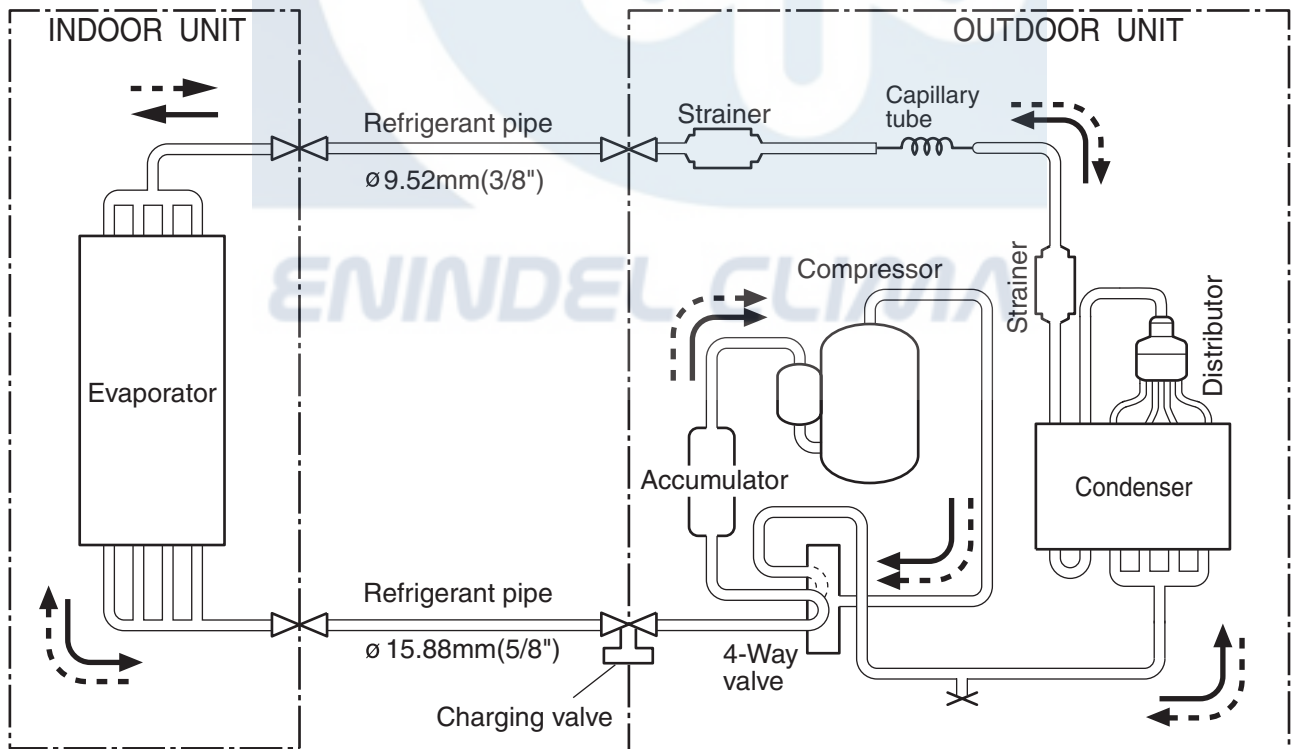 INDOOR UNIT
OUTDOOR UNIT
Refrigerant pipe
ø 9.52mm(3/8")
Strainer
Capillary
tube
ENINDEL CLIMA
Compressor
Strainer
Distributor
Evaporator
Accumulator
Condenser
Refrigerant pipe
ø 15.88mm(5/8")
4-Way
valve
Charging valve